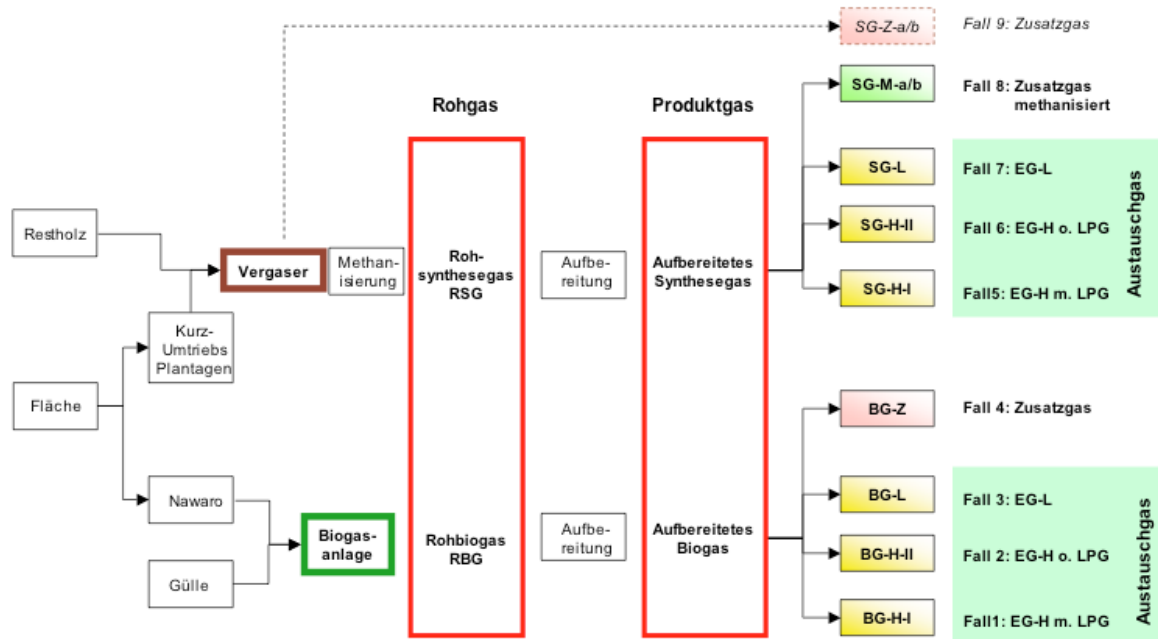 SG-Z-a/b
Fall 9: Zusatzgas
SG-M-a/b
Fall 8: Zusatzgas
methanisiert
Rohgas
Produktgas
SG-L
Fall 7: EG-L
SG-H-II
Fall 6: EG-H o. LPG
SG-H-I
Fall5: EG-H m. LPG
Austauschgas
Restholz
Vergaser
Methan-
isierung
Roh-
synthesegas
RSG
Aufbe-
reitung
Aufbereitetes
Synthesegas
Kurz-
Umtriebs
Plantagen
Fläche
BG-Z
Fall 4: Zusatzgas
Nawaro
Gülle
Biogas-
anlage
Rohbiogas
RBG
Aufbe-
reitung
Aufbereitetes
Biogas
BG-L
Fall 3: EG-L
BG-H-II
Fall 2: EG-H o. LPG
BG-H-I
Fall1: EG-H m. LPG
Austauschgas